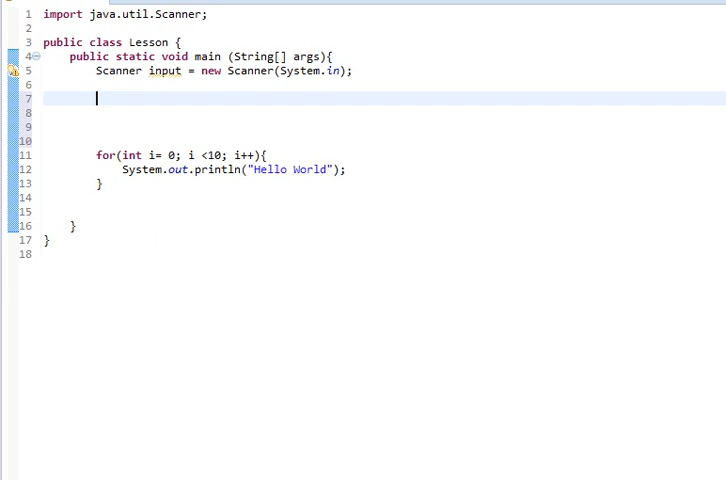 1 import java.util.Scanner;
2
3 public class Lesson {
4 public static void main (String[] args){
5 Scanner input = new Scanner(System.in);
6
7
8
9
10
11 for(int i= 0; i <10; i++){
12 System.out.println("Hello World");
13 }
14
15
16 }
17 }
18